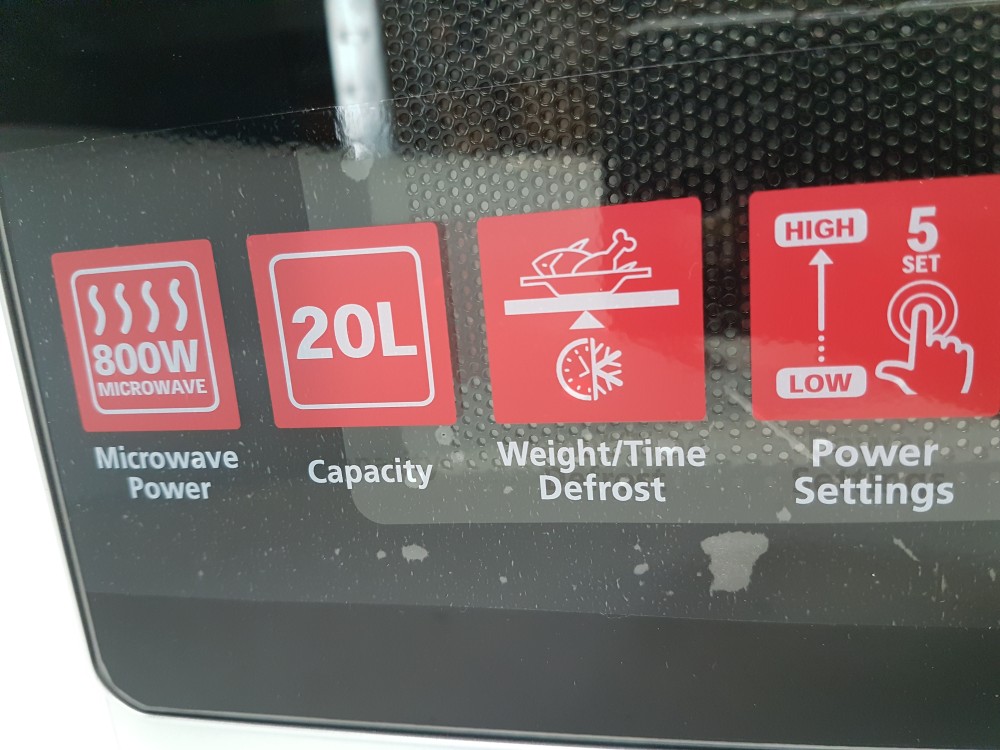 800W
MICROWAVE
Microwave
Power
20L
Capacity
Weight/Time
Defrost
HIGH
LOW
5
SET
Power
Settings